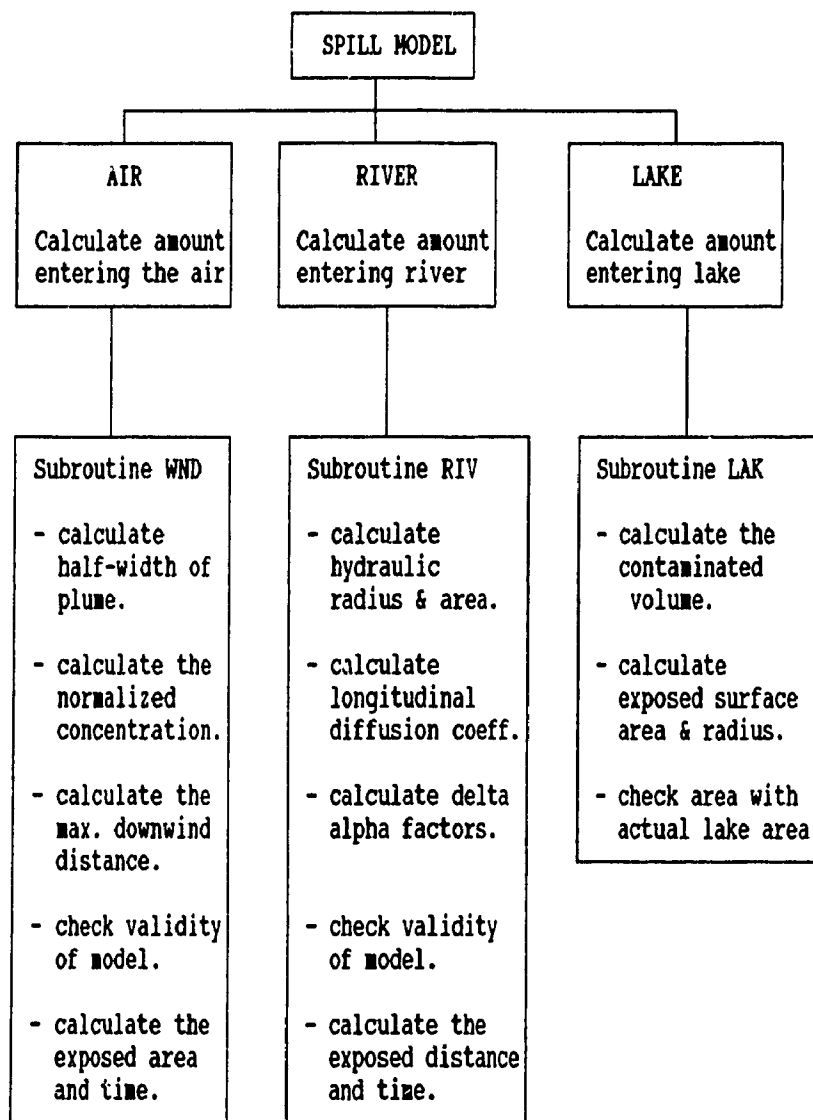 SPILL MODEL
AIR
Calculate amount
entering the air
RIVER
Calculate amount
entering river
LAKE
Calculate amount
entering lake
Subroutine WND
- calculate
half-width of
plume.
- calculate the
normalized
concentration.
- calculate the
max. downwind
distance.
- check validity
of model.
- calculate the
exposed area
and time.
Subroutine RIV
- calculate
hydraulic
radius & area.
- calculate
longitudinal
diffusion coeff.
- calculate delta
alpha factors.
- check validity
of model.
- calculate the
exposed distance
and time.
Subroutine LAK
- calculate the
contaminated
volume.
- calculate
exposed surface
area & radius.
- check area with
actual lake area